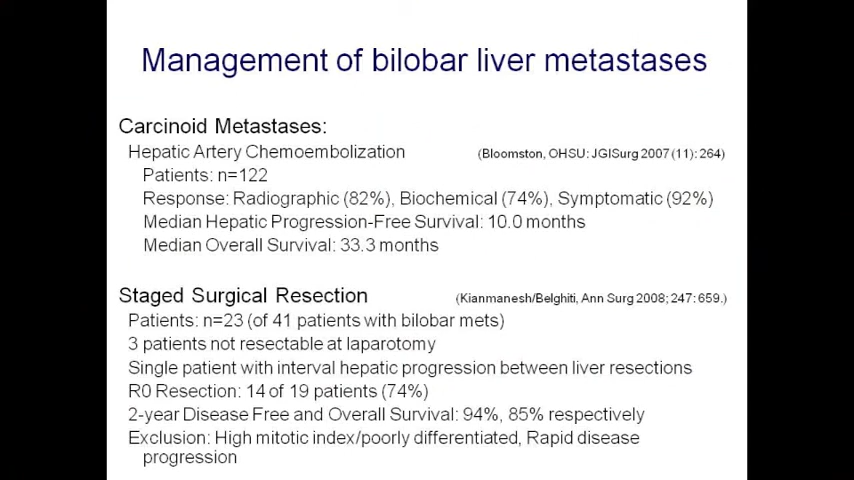 Management of bilobar liver metastases
Carcinoid Metastases:
Hepatic Artery Chemoembolization (Bloomston, OHSU: JGISurg 2007 (11): 264)
Patients: n=122
Response: Radiographic (82%), Biochemical (74%), Symptomatic (92%)
Median Hepatic Progression-Free Survival: 10.0 months
Median Overall Survival: 33.3 months
Staged Surgical Resection (Kianmanesh/Belghiti, Ann Surg 2008; 247: 659.)
Patients: n=23 (of 41 patients with bilobar mets)
3 patients not resectable at laparotomy
Single patient with interval hepatic progression between liver resections
R0 Resection: 14 of 19 patients (74%)
2-year Disease Free and Overall Survival: 94%, 85% respectively
Exclusion: High mitotic index/poorly differentiated, Rapid disease
progression